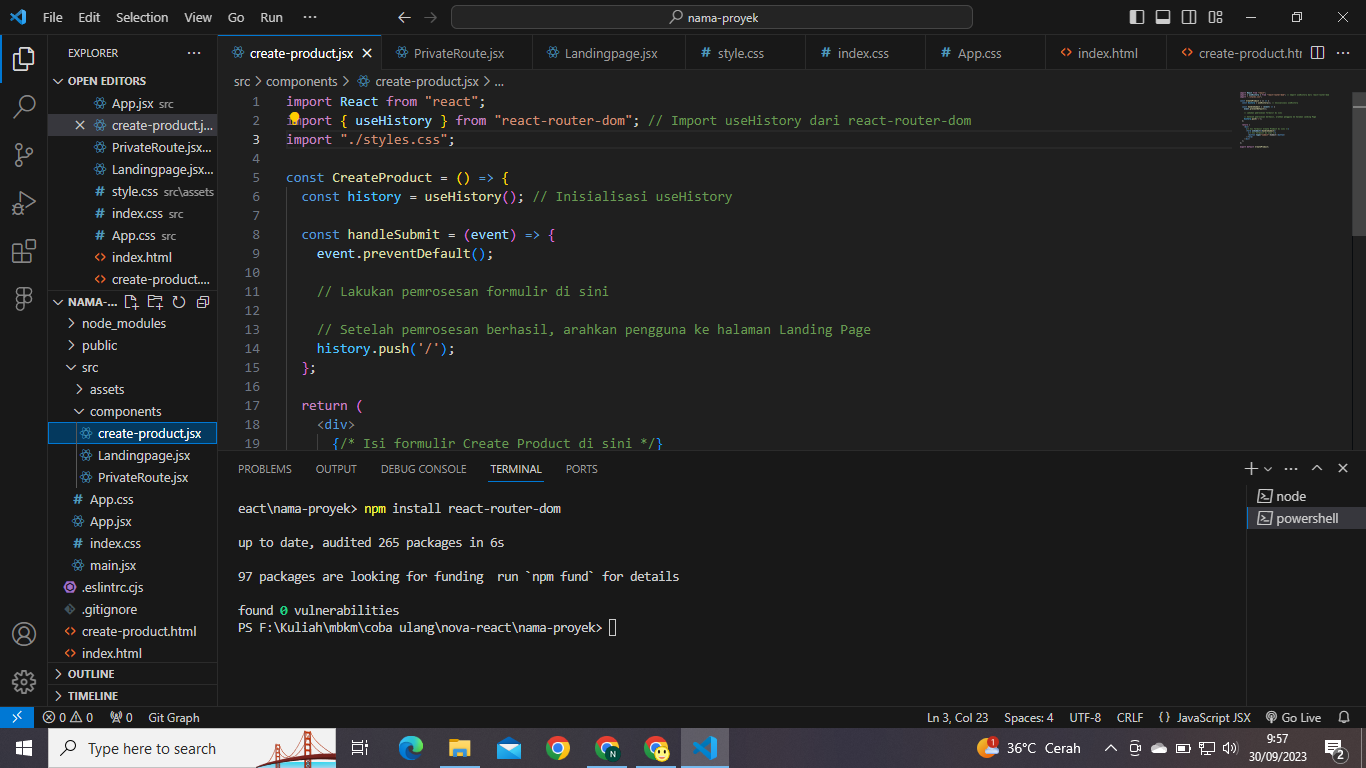 File Edit Selection View Go Run ··· nama-proyek
EXPLORER ···
OPEN EDITORS
App.jsx src
create-product.j...
PrivateRoute.jsx...
Landingpage.jsx...
style.css src\assets
index.css src
App.css src
index.html
create-product....
NAMA-...
node_modules
public
src
assets
components
create-product.jsx
Landingpage.jsx
PrivateRoute.jsx
App.css
App.jsx
index.css
main.jsx
.eslintrc.cjs
.gitignore
create-product.html
index.html
OUTLINE
TIMELINE
create-product.jsx PrivateRoute.jsx Landingpage.jsx style.css index.css App.css index.html create-product.htr
src > components > create-product.jsx > ...
1 import React from "react";
2 import { useHistory } from "react-router-dom"; // Import useHistory dari react-router-dom
3 import "./styles.css";
4
5 const CreateProduct = () => {
6 const history = useHistory(); // Inisialisasi useHistory
7
8 const handleSubmit = (event) => {
9 event.preventDefault();
10
11 // Lakukan pemrosesan formulir di sini
12
13 // Setelah pemrosesan berhasil, arahkan pengguna ke halaman Landing Page
14 history.push('/');
15 };
16
17 return (
18 <div>
19 {/* Isi formulir Create Product di sini */}
PROBLEMS OUTPUT DEBUG CONSOLE TERMINAL PORTS
eact\nama-proyek> npm install react-router-dom
up to date, audited 265 packages in 6s
97 packages are looking for funding run `npm fund` for details
found 0 vulnerabilities
PS F:\Kuliah\mbkm\coba ulang\nova-react\nama-proyek>
node
powershell
0 0 0 Git Graph Ln 3, Col 23 Spaces: 4 UTF-8 CRLF {} JavaScript JSX Go Live
Type here to search 1 36°C Cerah 9:57
30/09/2023 2